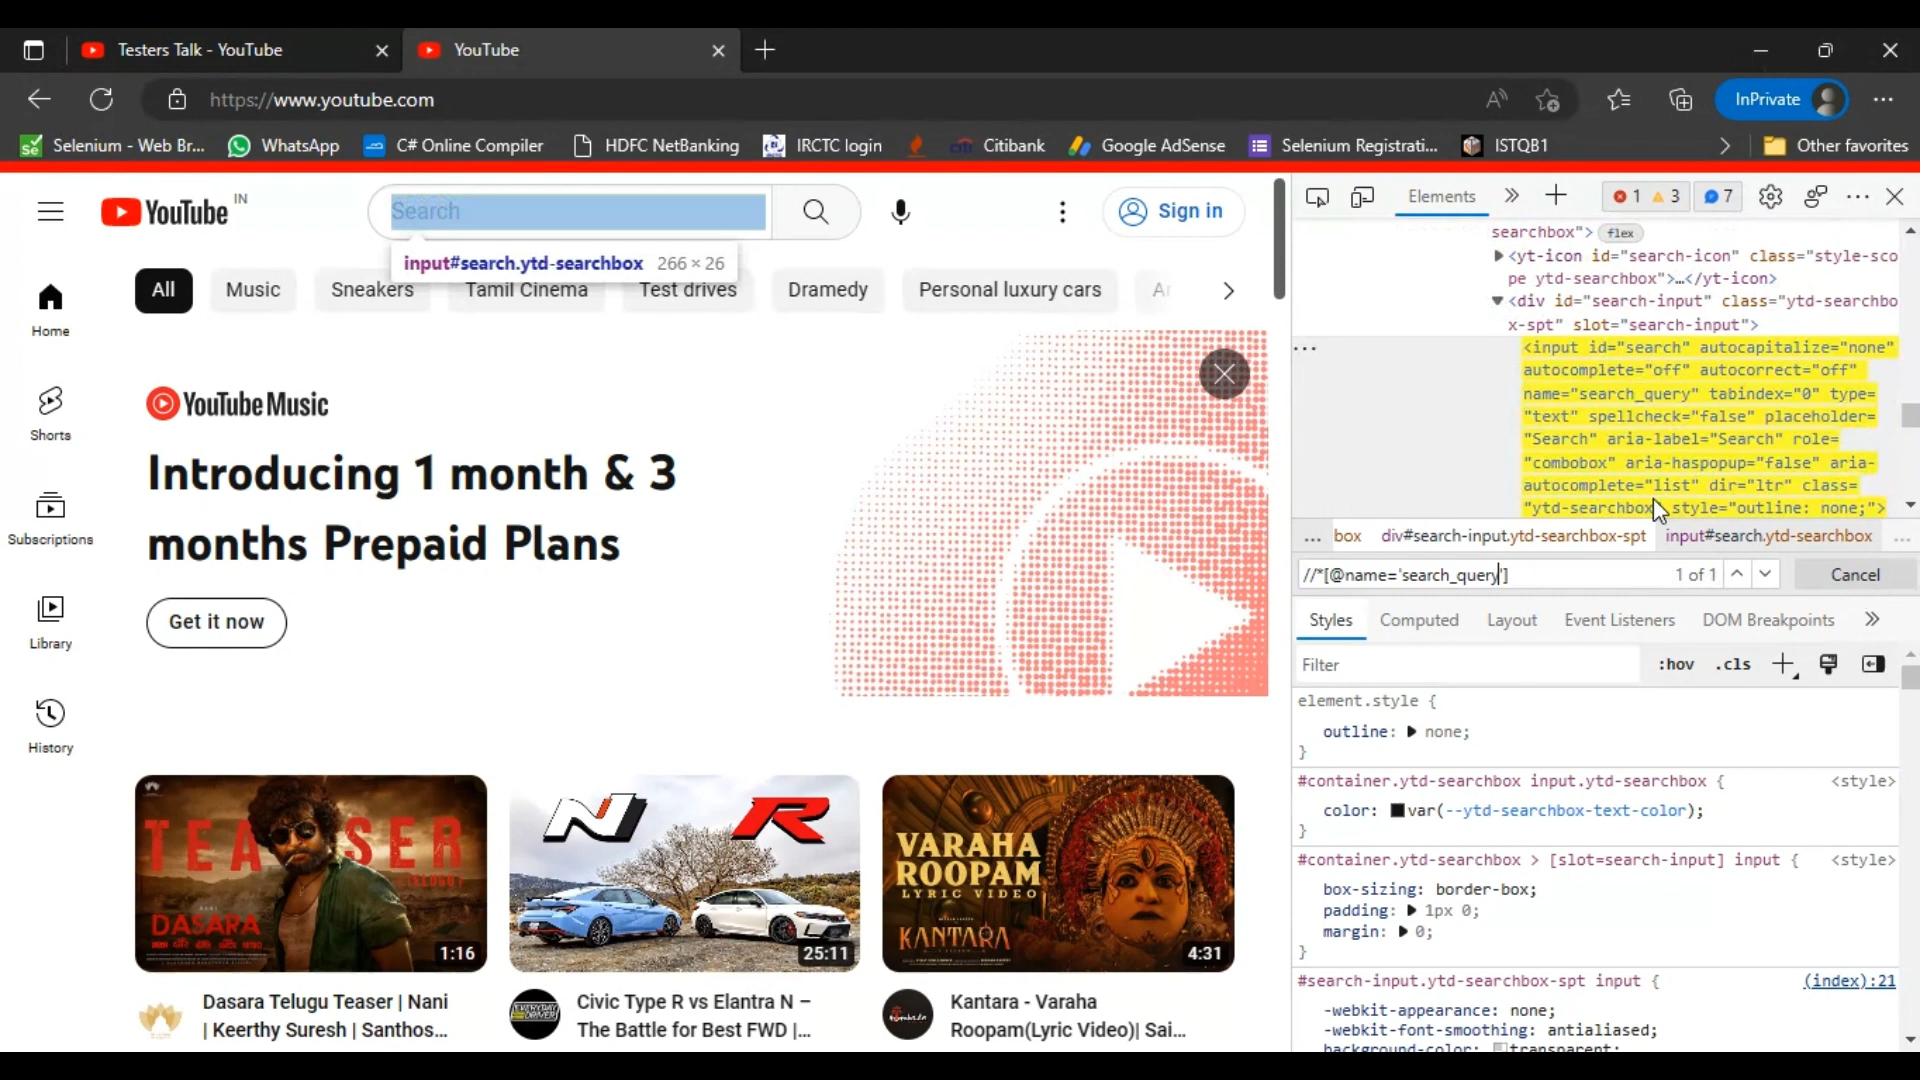 Testers Talk - YouTube
YouTube
https://www.youtube.com
InPrivate
Selenium - Web Br...
WhatsApp
C# Online Compiler
HDFC NetBanking
IRCTC login
Citibank
Google AdSense
Selenium Registrati...
ISTQB1
Other favorites
YouTube IN
Search
Sign in
input#search.ytd-searchbox 266 × 26
All
Music
Sneakers
Tamil Cinema
Test drives
Dramedy
Personal luxury cars
Home
Shorts
Subscriptions
Library
History
YouTube Music
Introducing 1 month & 3
months Prepaid Plans
Get it now
TEASER
DASARA
1:16
N R
25:11
VARAHA
ROOPAM
LYRIC VIDEO
KANTARA
4:31
Dasara Telugu Teaser | Nani
| Keerthy Suresh | Santhos...
EVERYDAY
DRIVER
Civic Type R vs Elantra N –
The Battle for Best FWD |...
Kantara - Varaha
Roopam(Lyric Video)| Sai...
Elements
1 3
7
searchbox"> flex
<yt-icon id="search-icon" class="style-sco
pe ytd-searchbox">…</yt-icon>
<div id="search-input" class="ytd-searchbo
x-spt" slot="search-input">
<input id="search" autocapitalize="none"
autocomplete="off" autocorrect="off"
name="search_query" tabindex="0" type=
"text" spellcheck="false" placeholder=
"Search" aria-label="Search" role=
"combobox" aria-haspopup="false" aria-
autocomplete="list" dir="ltr" class=
"ytd-searchbox" style="outline: none;">
... box div#search-input.ytd-searchbox-spt input#search.ytd-searchbox ...
//*[@name='search_query'] 1 of 1 Cancel
Styles Computed Layout Event Listeners DOM Breakpoints
Filter :hov .cls
element.style {
outline: none;
}
#container.ytd-searchbox input.ytd-searchbox { <style>
color: var(--ytd-searchbox-text-color);
}
#container.ytd-searchbox > [slot=search-input] input { <style>
box-sizing: border-box;
padding: 1px 0;
margin: 0;
}
#search-input.ytd-searchbox-spt input { (index):21
-webkit-appearance: none;
-webkit-font-smoothing: antialiased;
background-color: transparent;